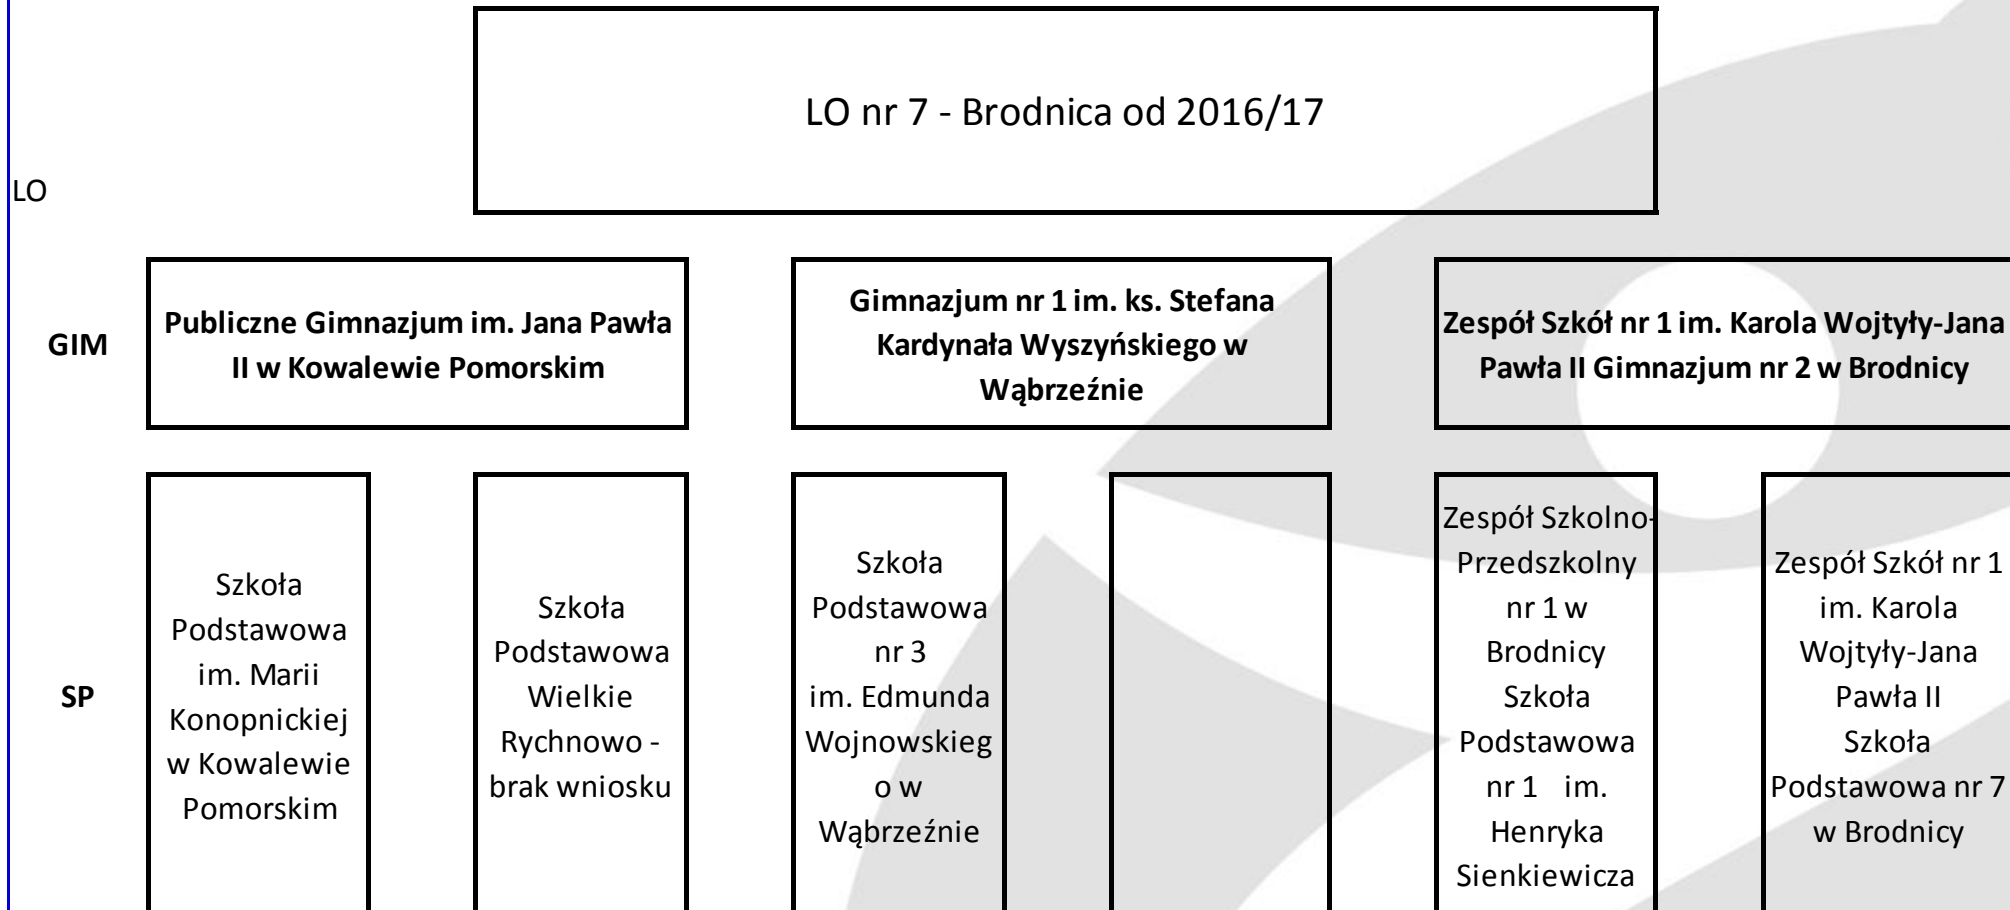 LO nr 7 - Brodnica od 2016/17
LO
GIM
Publiczne Gimnazjum im. Jana Pawła
II w Kowalewie Pomorskim
Gimnazjum nr 1 im. ks. Stefana
Kardynała Wyszyńskiego w
Wąbrzeźnie
Zespół Szkół nr 1 im. Karola Wojtyły-Jana
Pawła II Gimnazjum nr 2 w Brodnicy
SP
Szkoła
Podstawowa
im. Marii
Konopnickiej
w Kowalewie
Pomorskim
Szkoła
Podstawowa
Wielkie
Rychnowo -
brak wniosku
Szkoła
Podstawowa
nr 3
im. Edmunda
Wojnowskieg
o w
Wąbrzeźnie
Zespół Szkolno-
Przedszkolny
nr 1 w
Brodnicy
Szkoła
Podstawowa
nr 1 im.
Henryka
Sienkiewicza
Zespół Szkół nr 1
im. Karola
Wojtyły-Jana
Pawła II
Szkoła
Podstawowa nr 7
w Brodnicy